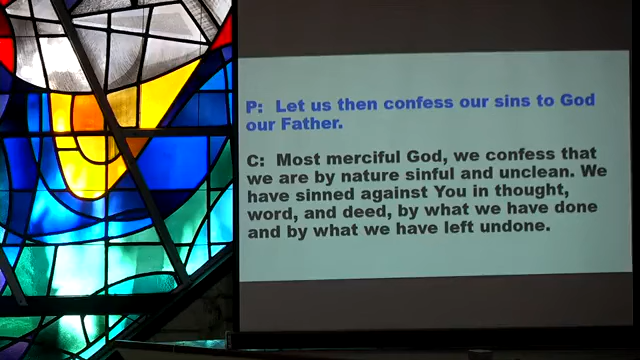 P: Let us then confess our sins to God
our Father.
C: Most merciful God, we confess that
we are by nature sinful and unclean. We
have sinned against You in thought,
word, and deed, by what we have done
and by what we have left undone.